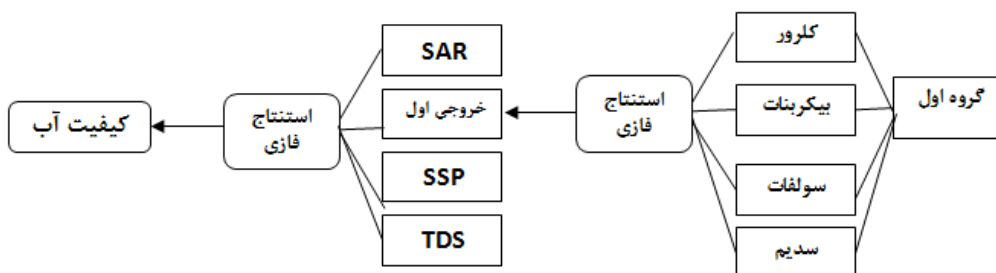 گروه اول
کلرور
بیکربنات
سولفات
سدیم
استنتاج
فازی
SAR
خروجی اول
SSP
TDS
استنتاج
فازی
کیفیت آب